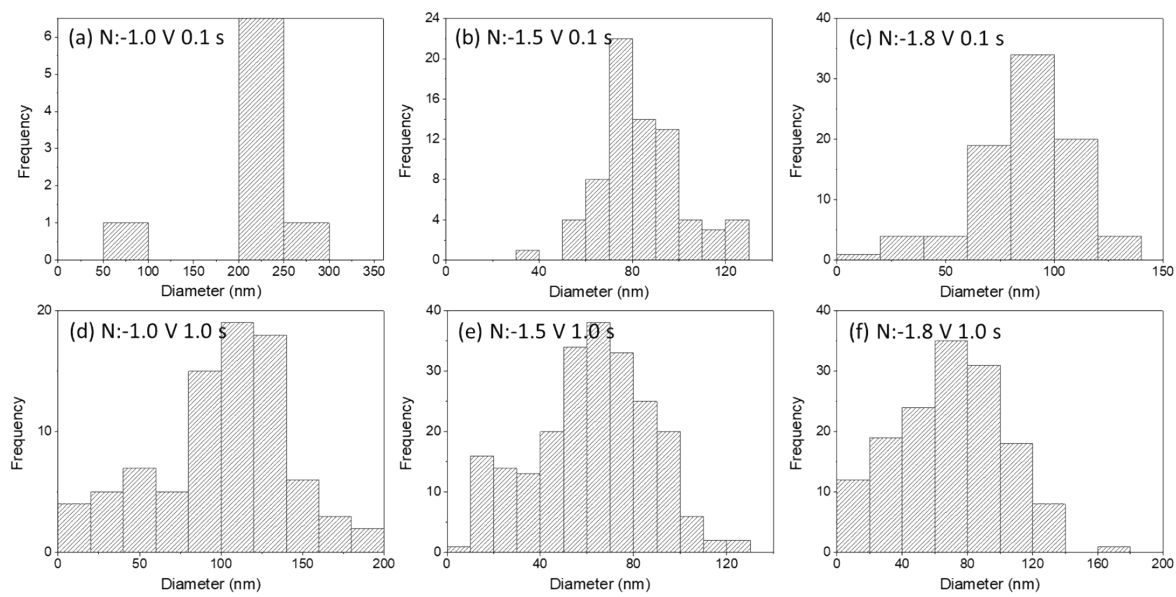 (a) N:-1.0 V 0.1 s
Frequency
6
5
4
3
2
1
0
0 50 100 150 200 250 300 350
Diameter (nm)
(b) N:-1.5 V 0.1 s
Frequency
24
20
16
12
8
4
0
0 40 80 120
Diameter (nm)
(c) N:-1.8 V 0.1 s
Frequency
40
30
20
10
0
0 50 100 150
Diameter (nm)
(d) N:-1.0 V 1.0 s
Frequency
20
10
0
0 50 100 150 200
Diameter (nm)
(e) N:-1.5 V 1.0 s
Frequency
40
30
20
10
0
0 40 80 120
Diameter (nm)
(f) N:-1.8 V 1.0 s
Frequency
40
30
20
10
0
0 40 80 120 160 200
Diameter (nm)